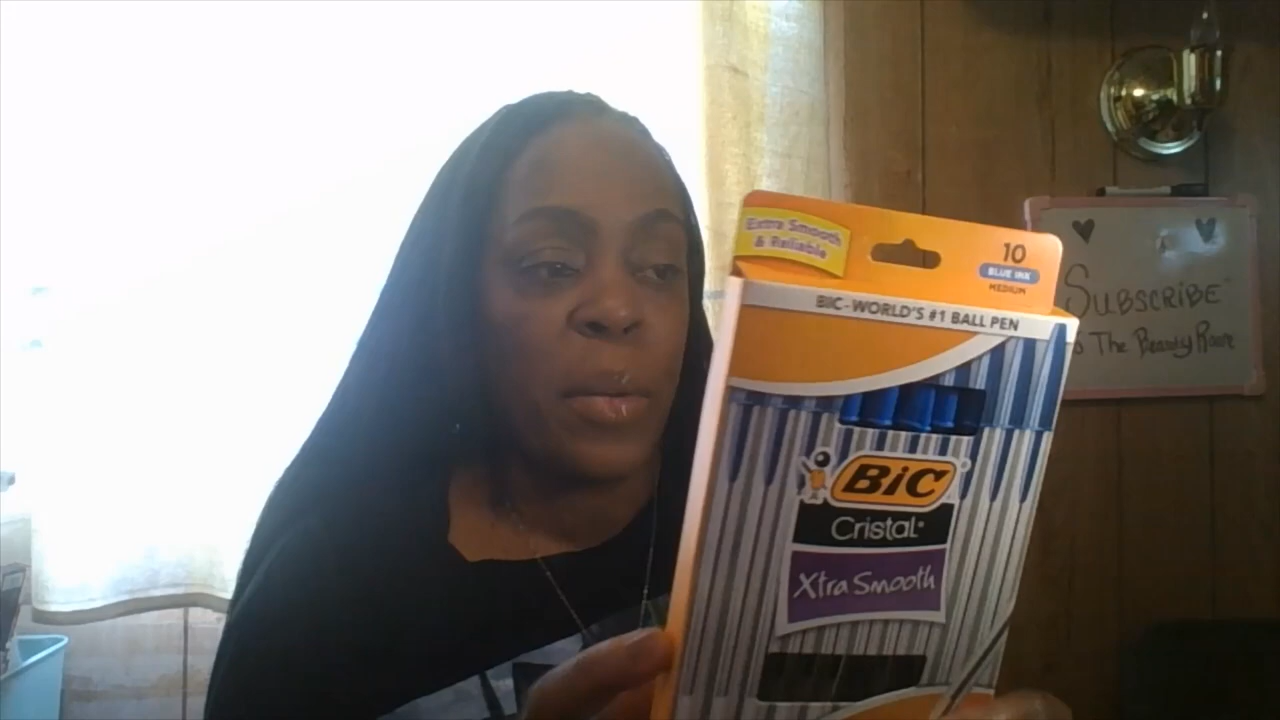 Extra Smooth
& Reliable
10
BLUE INK
MEDIUM
BIC - WORLD'S #1 BALL PEN
BiC®
Cristal®
Xtra Smooth
SUBSCRIBE
The Beauty